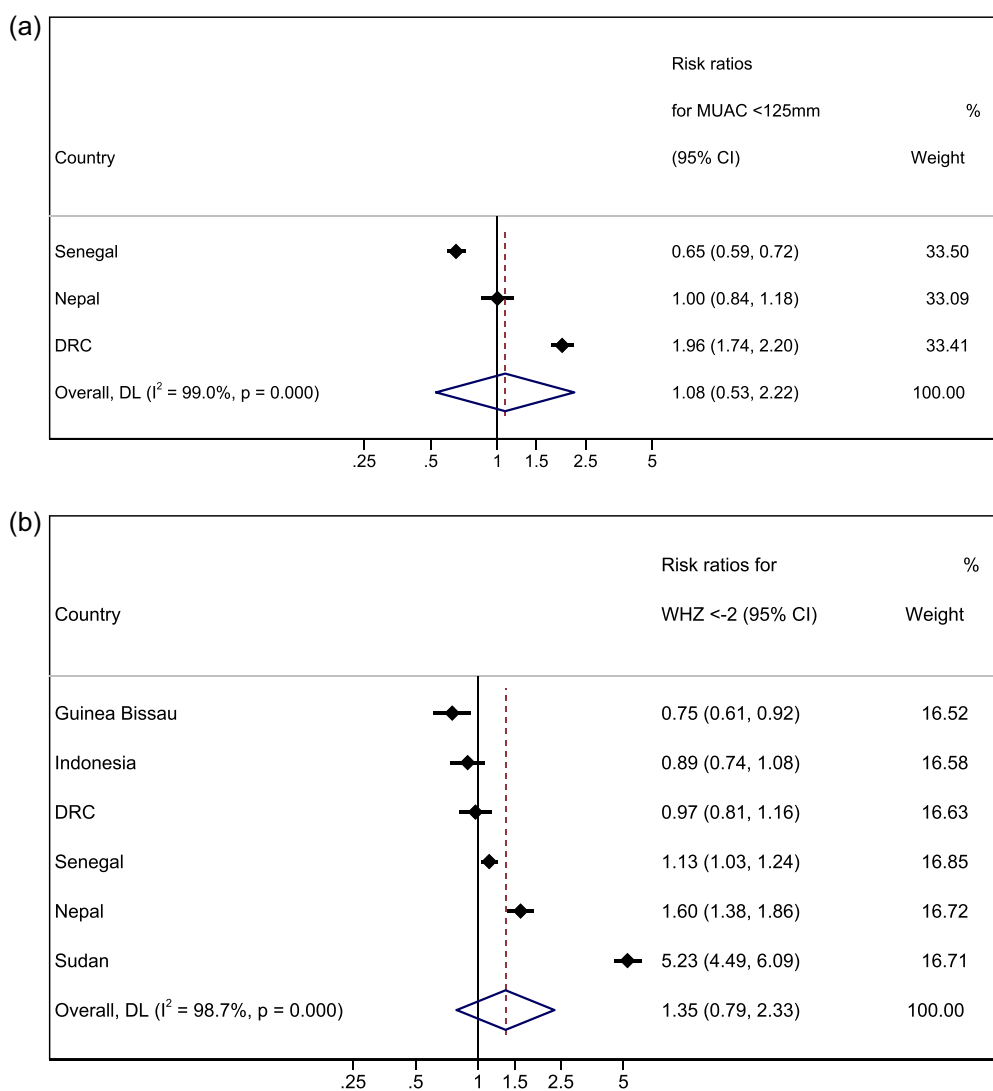 (a)
Risk ratios
for MUAC <125mm %
Country (95% CI) Weight
Senegal 0.65 (0.59, 0.72) 33.50
Nepal 1.00 (0.84, 1.18) 33.09
DRC 1.96 (1.74, 2.20) 33.41
Overall, DL (I² = 99.0%, p = 0.000) 1.08 (0.53, 2.22) 100.00
.25 .5 1 1.5 2.5 5
(b)
Risk ratios for %
Country WHZ <-2 (95% CI) Weight
Guinea Bissau 0.75 (0.61, 0.92) 16.52
Indonesia 0.89 (0.74, 1.08) 16.58
DRC 0.97 (0.81, 1.16) 16.63
Senegal 1.13 (1.03, 1.24) 16.85
Nepal 1.60 (1.38, 1.86) 16.72
Sudan 5.23 (4.49, 6.09) 16.71
Overall, DL (I² = 98.7%, p = 0.000) 1.35 (0.79, 2.33) 100.00
.25 .5 1 1.5 2.5 5